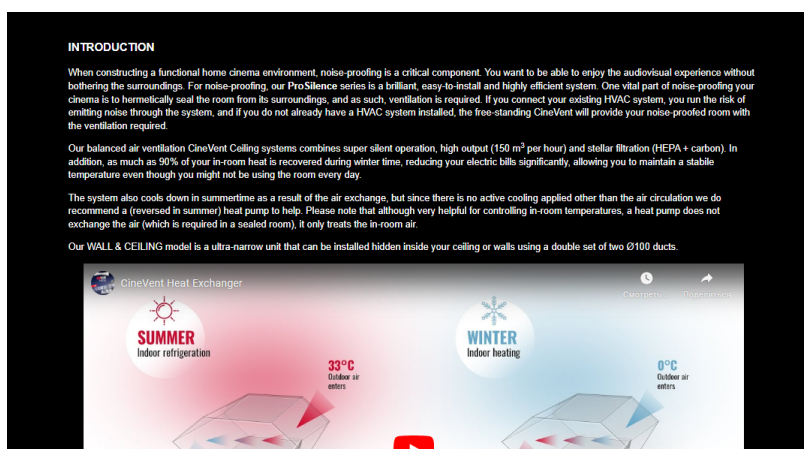 INTRODUCTION
When constructing a functional home cinema environment, noise-proofing is a critical component. You want to be able to enjoy the audiovisual experience without
bothering the surroundings. For noise-proofing, our ProSilence series is a brilliant, easy-to-install and highly efficient system. One vital part of noise-proofing your
cinema is to hermetically seal the room from its surroundings, and as such, ventilation is required. If you connect your existing HVAC system, you run the risk of
emitting noise through the system, and if you do not already have a HVAC system installed, the free-standing CineVent will provide your noise-proofed room with
the ventilation required.
Our balanced air ventilation CineVent Ceiling systems combines super silent operation, high output (150 m³ per hour) and stellar filtration (HEPA + carbon). In
addition, as much as 90% of your in-room heat is recovered during winter time, reducing your electric bills significantly, allowing you to maintain a stabile
temperature even though you might not be using the room every day.
The system also cools down in summertime as a result of the air exchange, but since there is no active cooling applied other than the air circulation we do
recommend a (reversed in summer) heat pump to help. Please note that although very helpful for controlling in-room temperatures, a heat pump does not
exchange the air (which is required in a sealed room), it only treats the in-room air.
Our WALL & CEILING model is a ultra-narrow unit that can be installed hidden inside your ceiling or walls using a double set of two Ø100 ducts.
CineVent Heat Exchanger
Смотреть
Поделиться
SUMMER
Indoor refrigeration
33°C
Outdoor air
enters
WINTER
Indoor heating
0°C
Outdoor air
enters